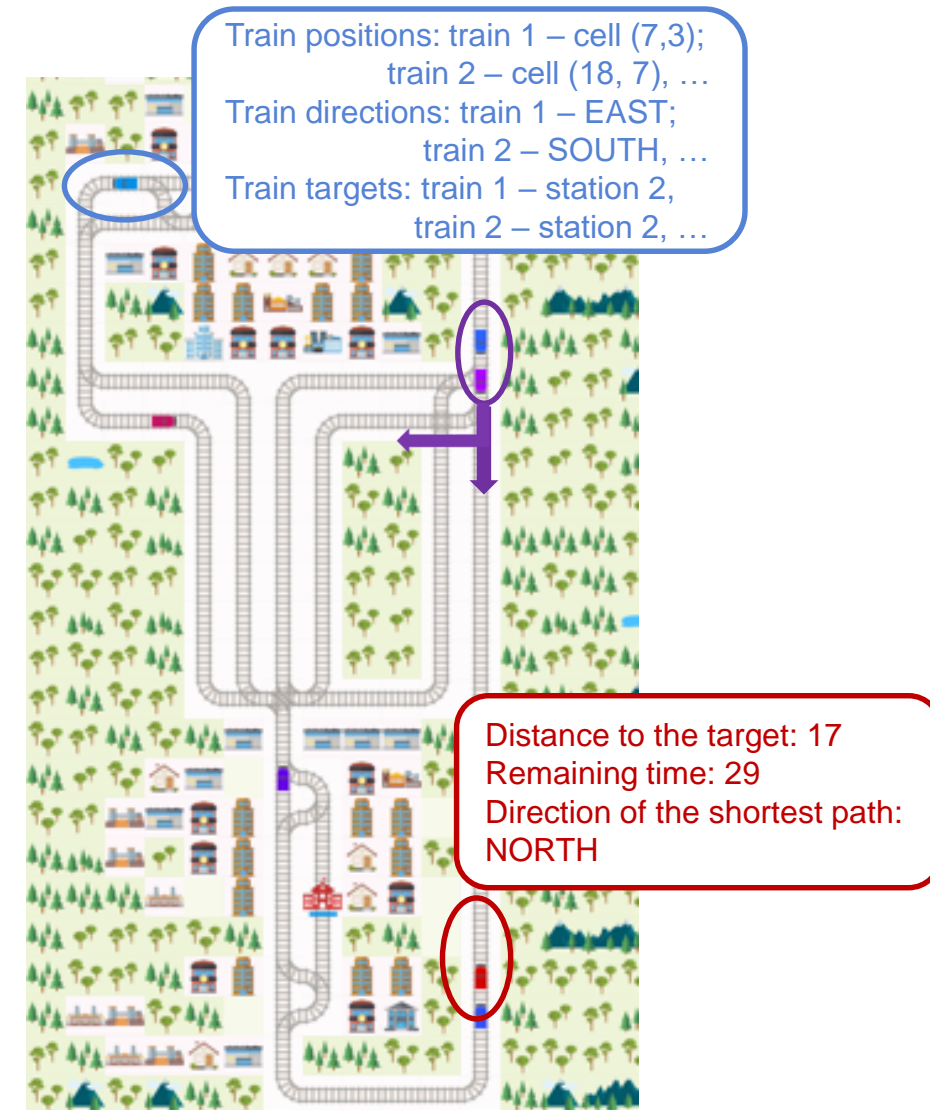 Train positions: train 1 – cell (7,3);
train 2 – cell (18, 7), …
Train directions: train 1 – EAST;
train 2 – SOUTH, …
Train targets: train 1 – station 2,
train 2 – station 2, …
Distance to the target: 17
Remaining time: 29
Direction of the shortest path:
NORTH